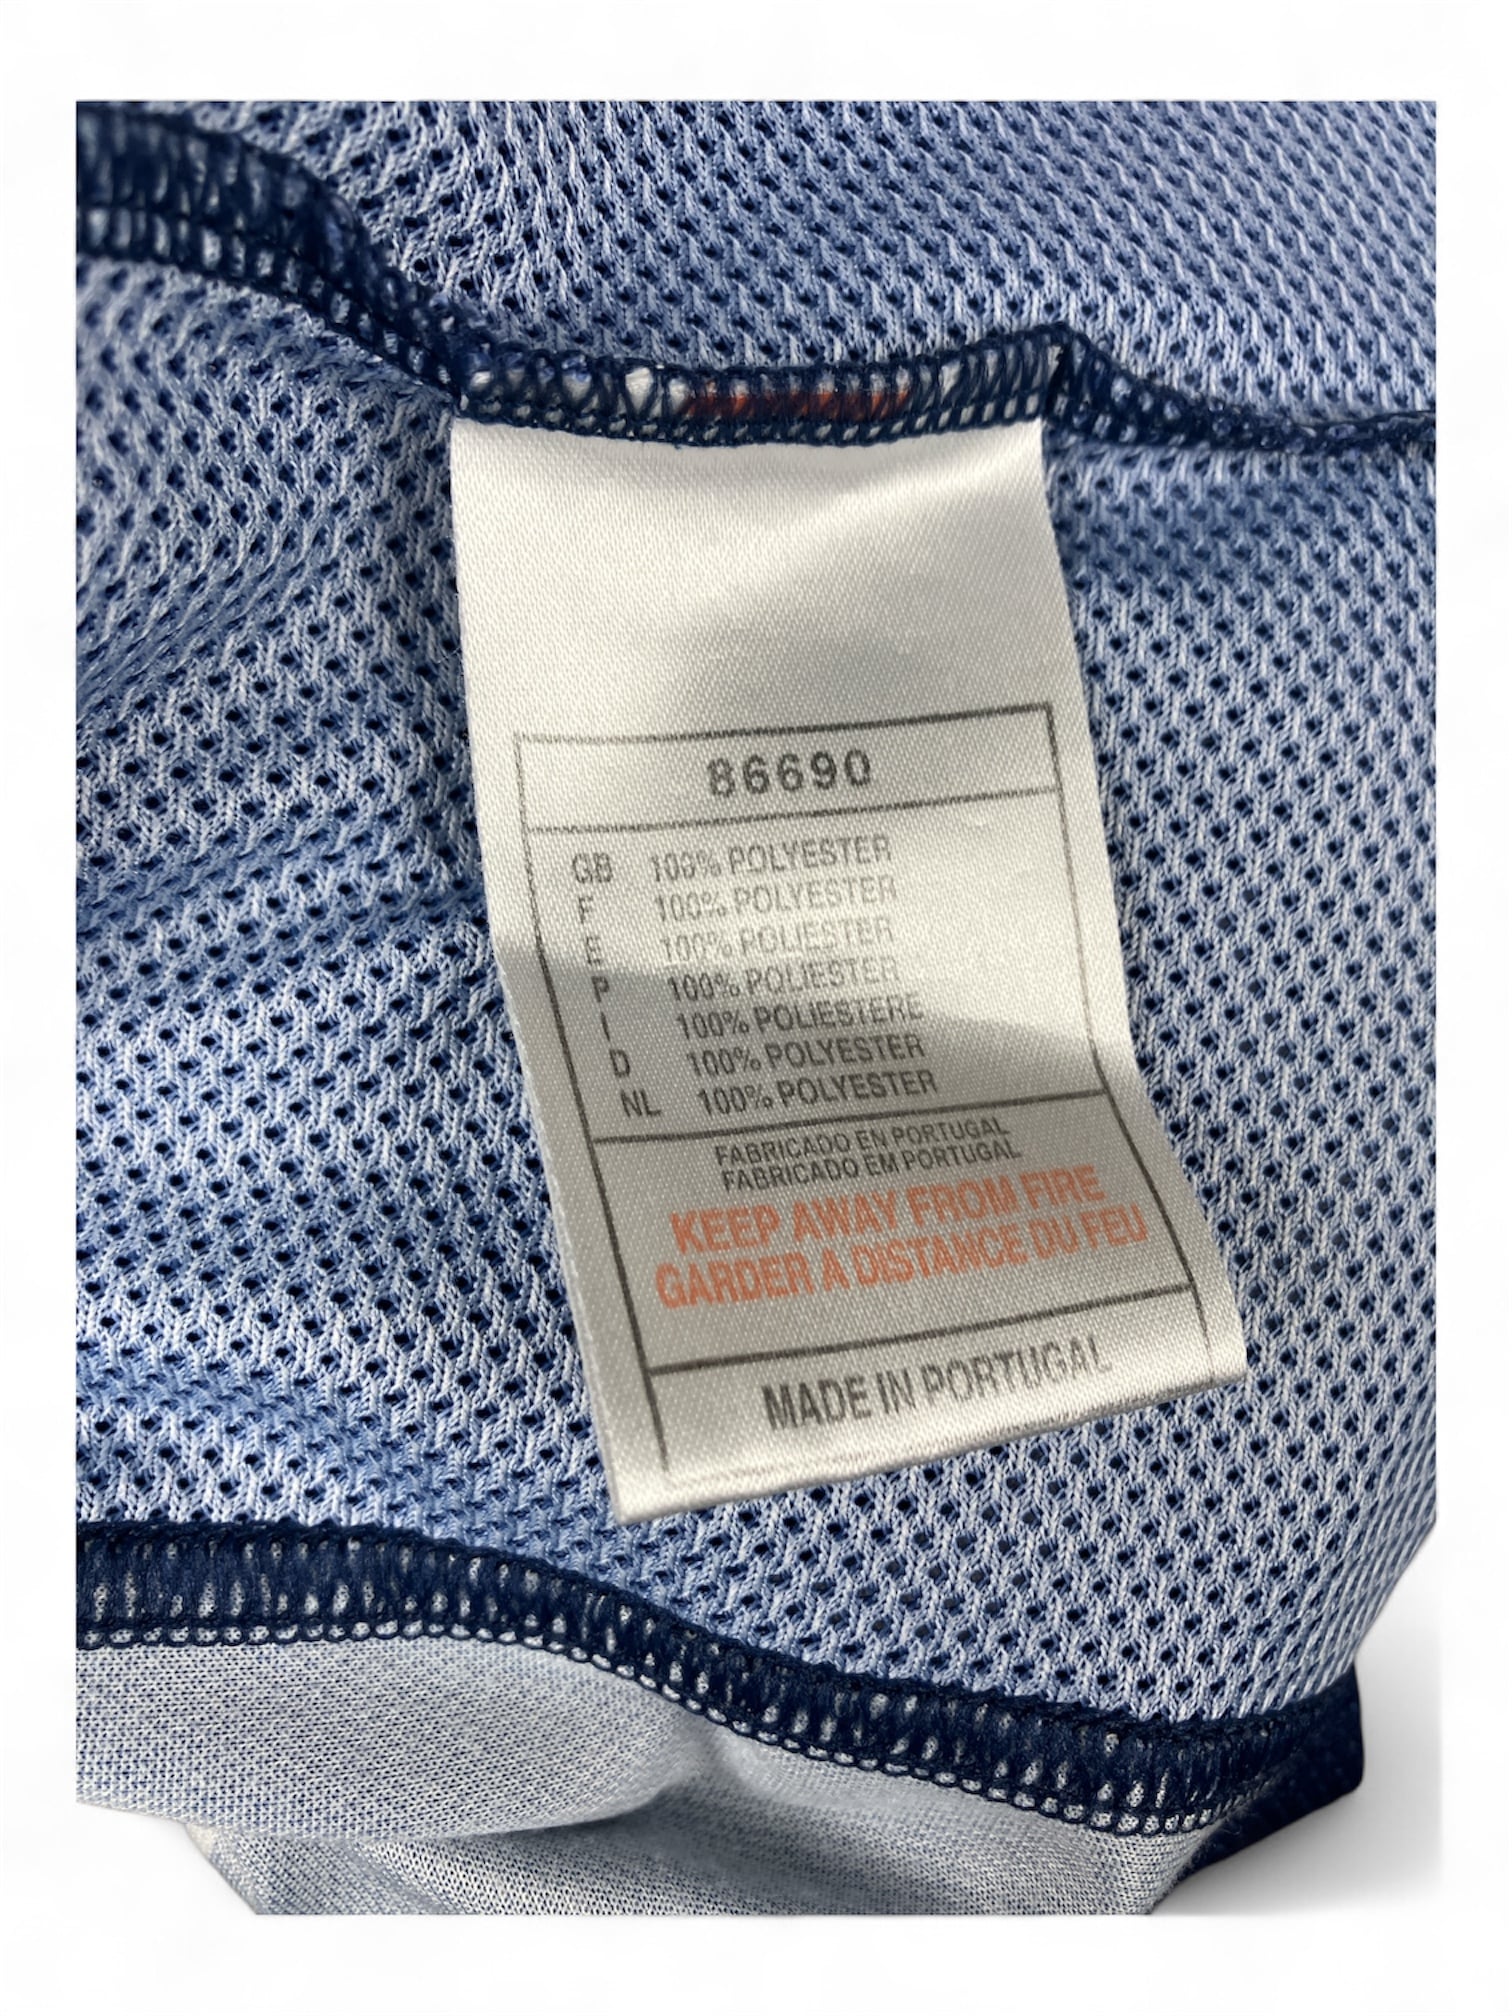 86690
GB 100% POLYESTER
F 100% POLYESTER
E 100% POLIESTER
P 100% POLIESTER
I 100% POLIESTERE
D 100% POLYESTER
NL 100% POLYESTER
FABRICADO EN PORTUGAL
FABRICADO EM PORTUGAL
KEEP AWAY FROM FIRE
GARDER A DISTANCE DU FEU
MADE IN PORTUGAL